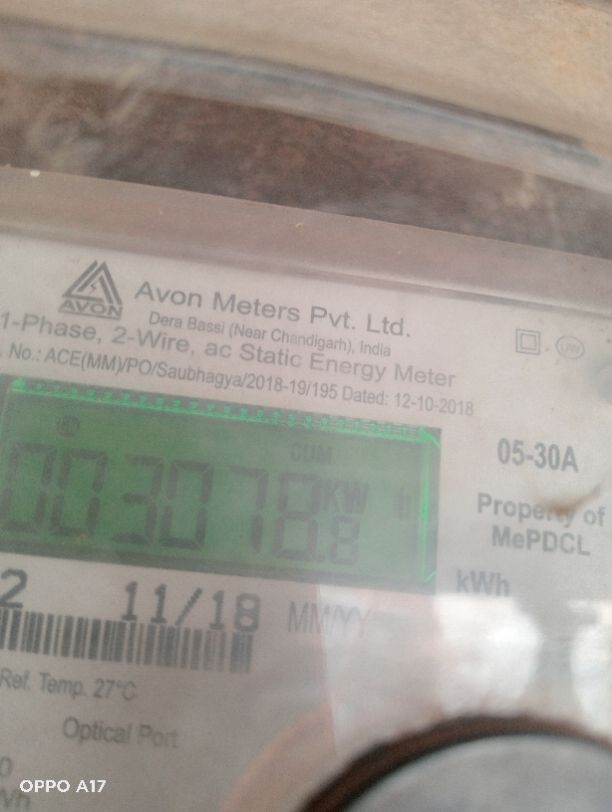 AVON
Avon Meters Pvt. Ltd.
Dera Bassi (Near Chandigarh), India
1-Phase, 2-Wire, ac Static Energy Meter
No.: ACE(MM)/PO/Saubhagya/2018-19/195 Dated: 12-10-2018
CUM
003078.8 KW h
05-30A
Property of
MePDCL
kWh
2 11/18 MM/YY
Ref. Temp. 27°C
Optical Port
OPPO A17